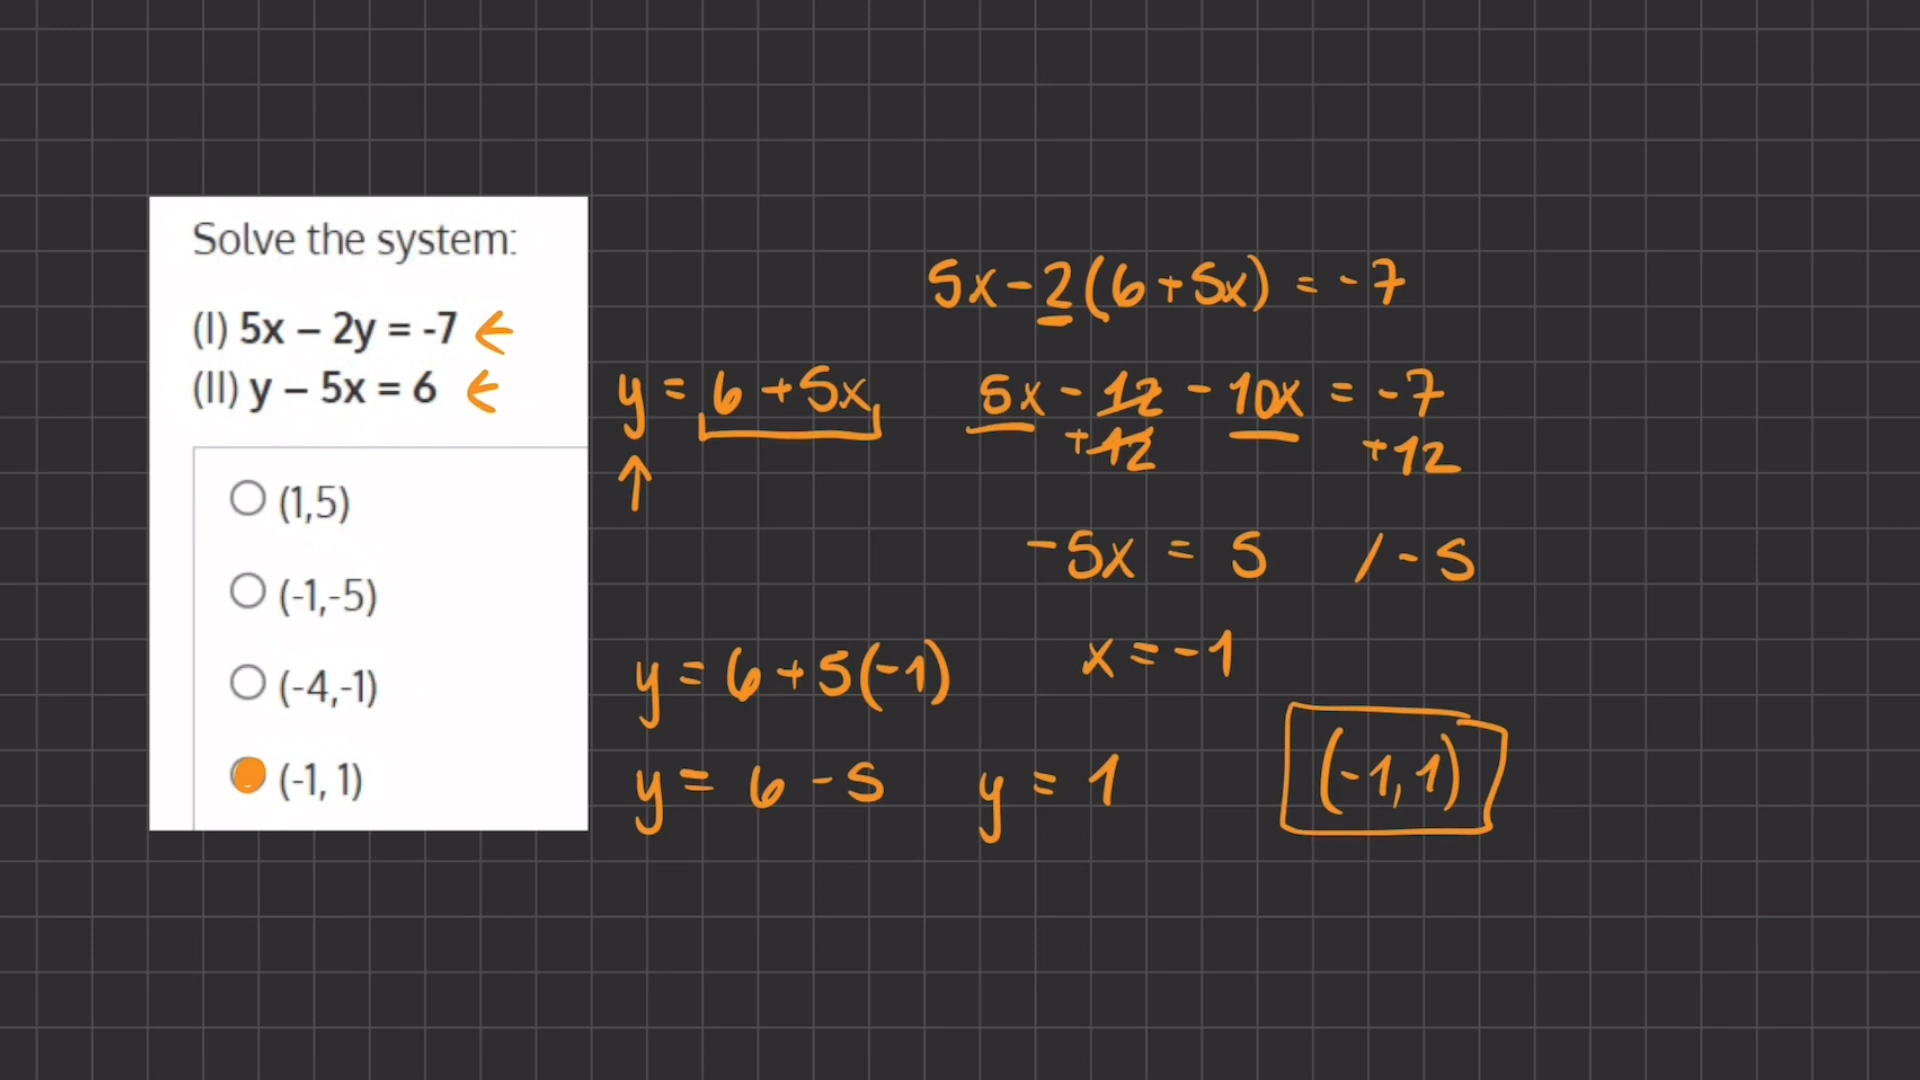 Solve the system:
(I) 5x – 2y = -7
(II) y – 5x = 6
(1,5)
(-1,-5)
(-4,-1)
(-1, 1)
5x-2(6+5x) = -7
y = 6 +5x
5x - 12 - 10x = -7
+12 +12
-5x = 5 /-5
x = -1
y = 6+5(-1)
y = 6 -5
y = 1
(-1,1)